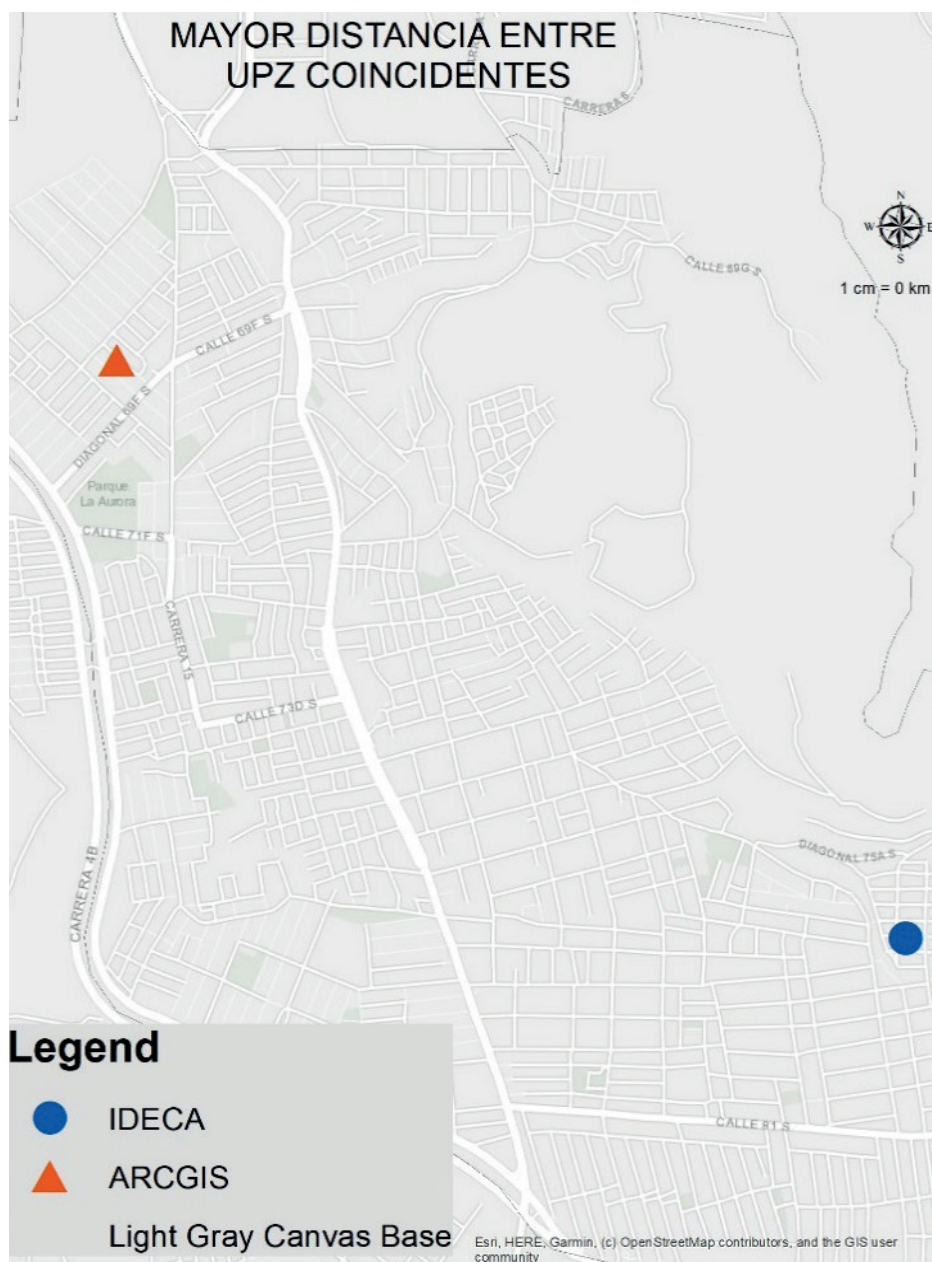 MAYOR DISTANCIA ENTRE
UPZ COINCIDENTES
CARRERA 6
N
W E
S
CALLE 89G S
1 cm = 0 km
CALLE 69F S
DIAGONAL 69F S
Parque
La Aurora
CALLE 71F S
CARRERA 15
CALLE 73D S
DIAGONAL 75A S
CARRERA 4B
Legend
IDECA
ARCGIS
CALLE 81 S
Light Gray Canvas Base
Esri, HERE, Garmin, (c) OpenStreetMap contributors, and the GIS user
community